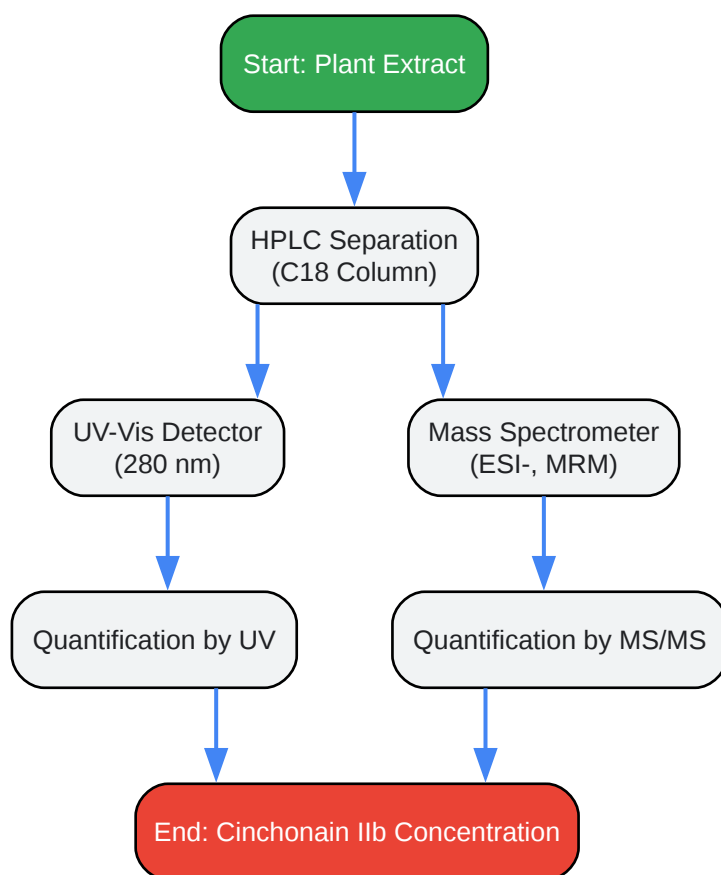 Start: Plant Extract
HPLC Separation
(C18 Column)
UV-Vis Detector
(280 nm)
Mass Spectrometer
(ESI-, MRM)
Quantification by UV
Quantification by MS/MS
End: Cinchonain IIb Concentration